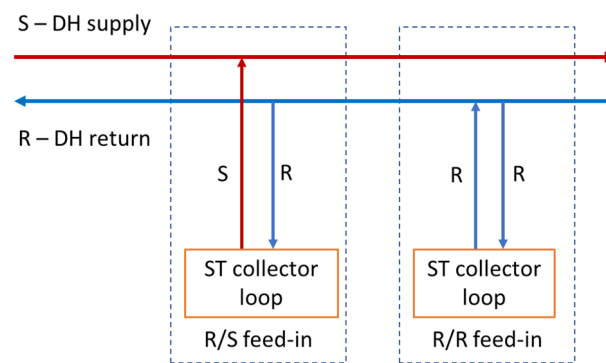 S – DH supply
R – DH return
S
R
R
R
ST collector
loop
R/S feed-in
ST collector
loop
R/R feed-in